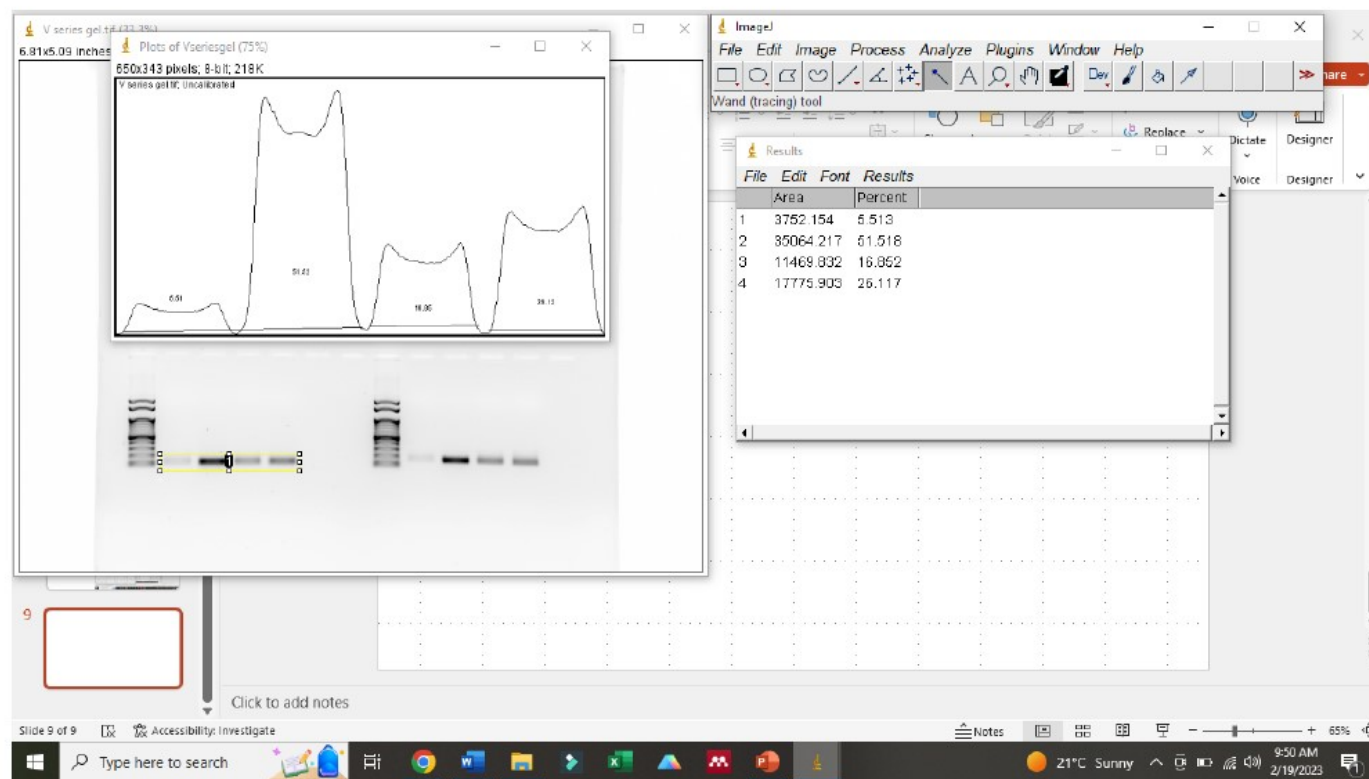 V series gel.tif (33.3%)
6.81x5.09 inches
Plots of Vseriesgel (75%)
650x343 pixels; 8-bit; 218K
V series gel.tif; Uncalibrated
5.51
51.52
16.85
26.12
1
ImageJ
File Edit Image Process Analyze Plugins Window Help
Dev
Wand (tracing) tool
Replace
Dictate
Designer
Voice
Designer
Results
File Edit Font Results
Area Percent
1 3752.154 5.513
2 35064.217 51.518
3 11469.832 16.852
4 17775.903 26.117
9
Click to add notes
Slide 9 of 9 Accessibility: Investigate
Notes
65%
Type here to search
21°C Sunny
9:50 AM
2/19/2023